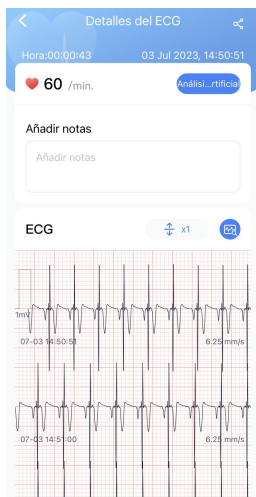 Detalles del ECG
Hora:00:00:43 03 Jul 2023, 14:50:51
60 /min.
Análisi...rtificial
Añadir notas
Añadir notas
ECG
x1
1mV
07-03 14:50:51 6.25 mm/s
07-03 14:51:00 6.25 mm/s